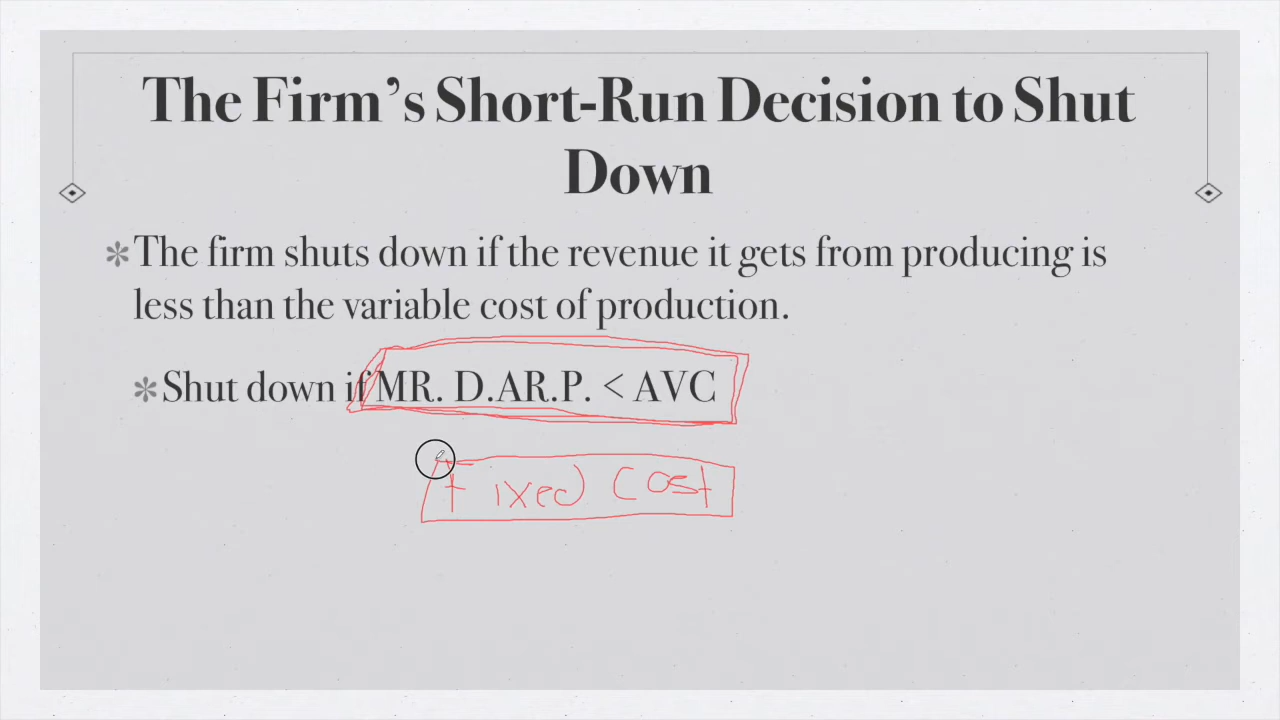 The Firm's Short-Run Decision to Shut
Down
The firm shuts down if the revenue it gets from producing is
less than the variable cost of production.
Shut down if MR. D.AR.P. < AVC
Fixed Cost